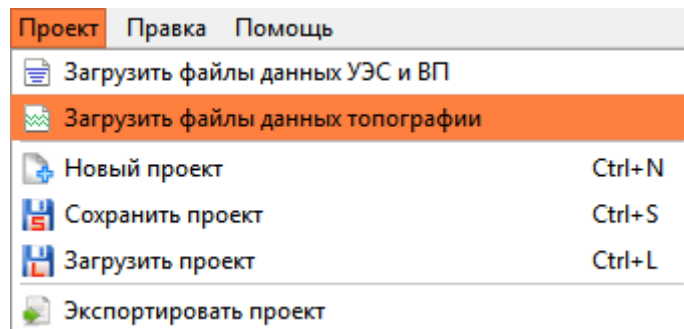 Проект Правка Помощь
Загрузить файлы данных УЭС и ВП
Загрузить файлы данных топографии
Новый проект Ctrl+N
Сохранить проект Ctrl+S
Загрузить проект Ctrl+L
Экспортировать проект